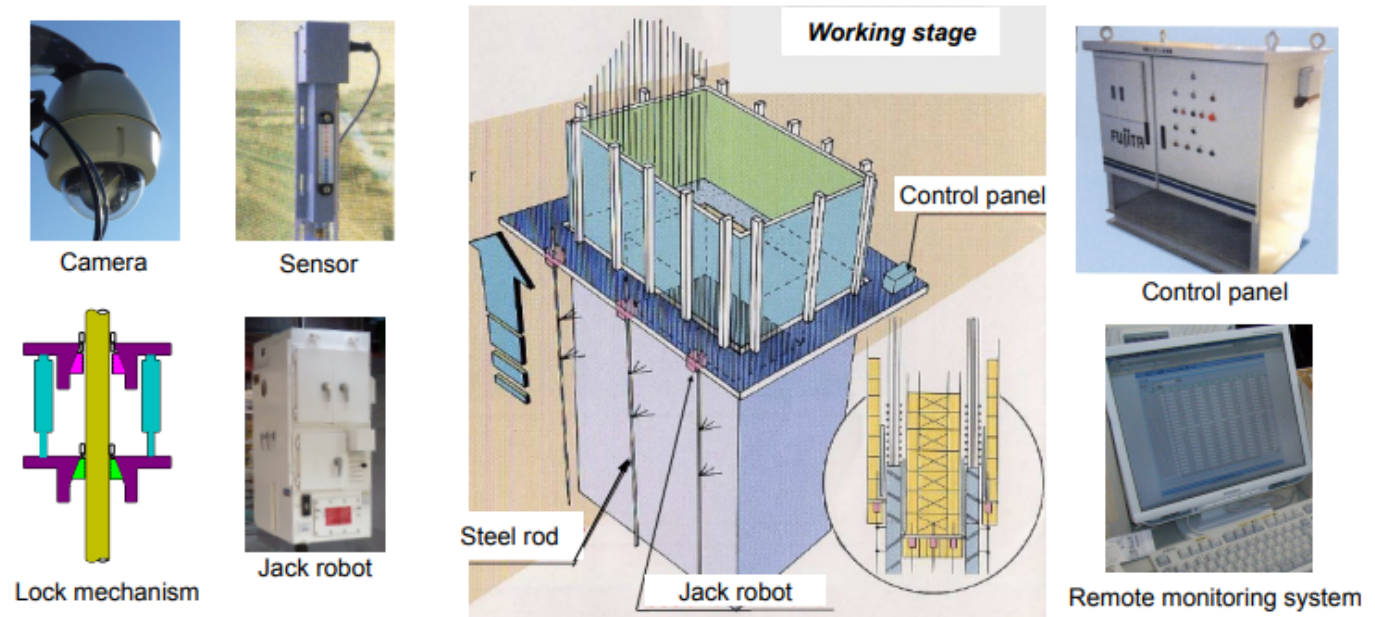 Working stage
Camera
Sensor
r
Control panel
FUJITA
Control panel
Lock mechanism
Jack robot
Steel rod
Jack robot
Remote monitoring system